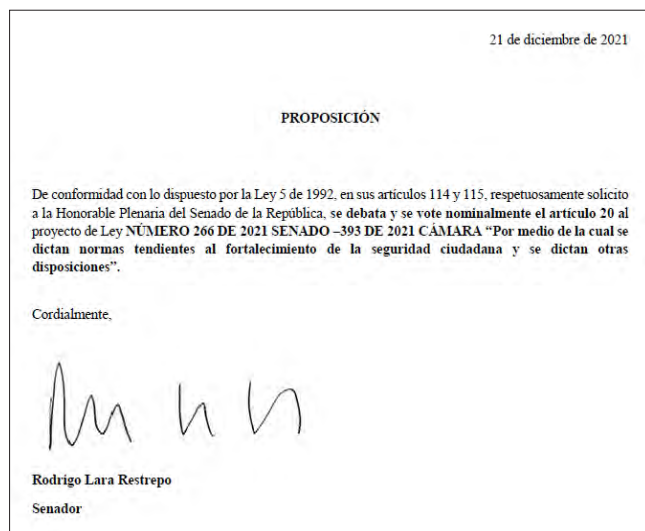 21 de diciembre de 2021
PROPOSICIÓN
De conformidad con lo dispuesto por la Ley 5 de 1992, en sus artículos 114 y 115, respetuosamente solicito
a la Honorable Plenaria del Senado de la República, se debata y se vote nominalmente el artículo 20 al
proyecto de Ley NÚMERO 266 DE 2021 SENADO –393 DE 2021 CÁMARA “Por medio de la cual se
dictan normas tendientes al fortalecimiento de la seguridad ciudadana y se dictan otras
disposiciones”.
Cordialmente,
Rodrigo Lara Restrepo
Senador